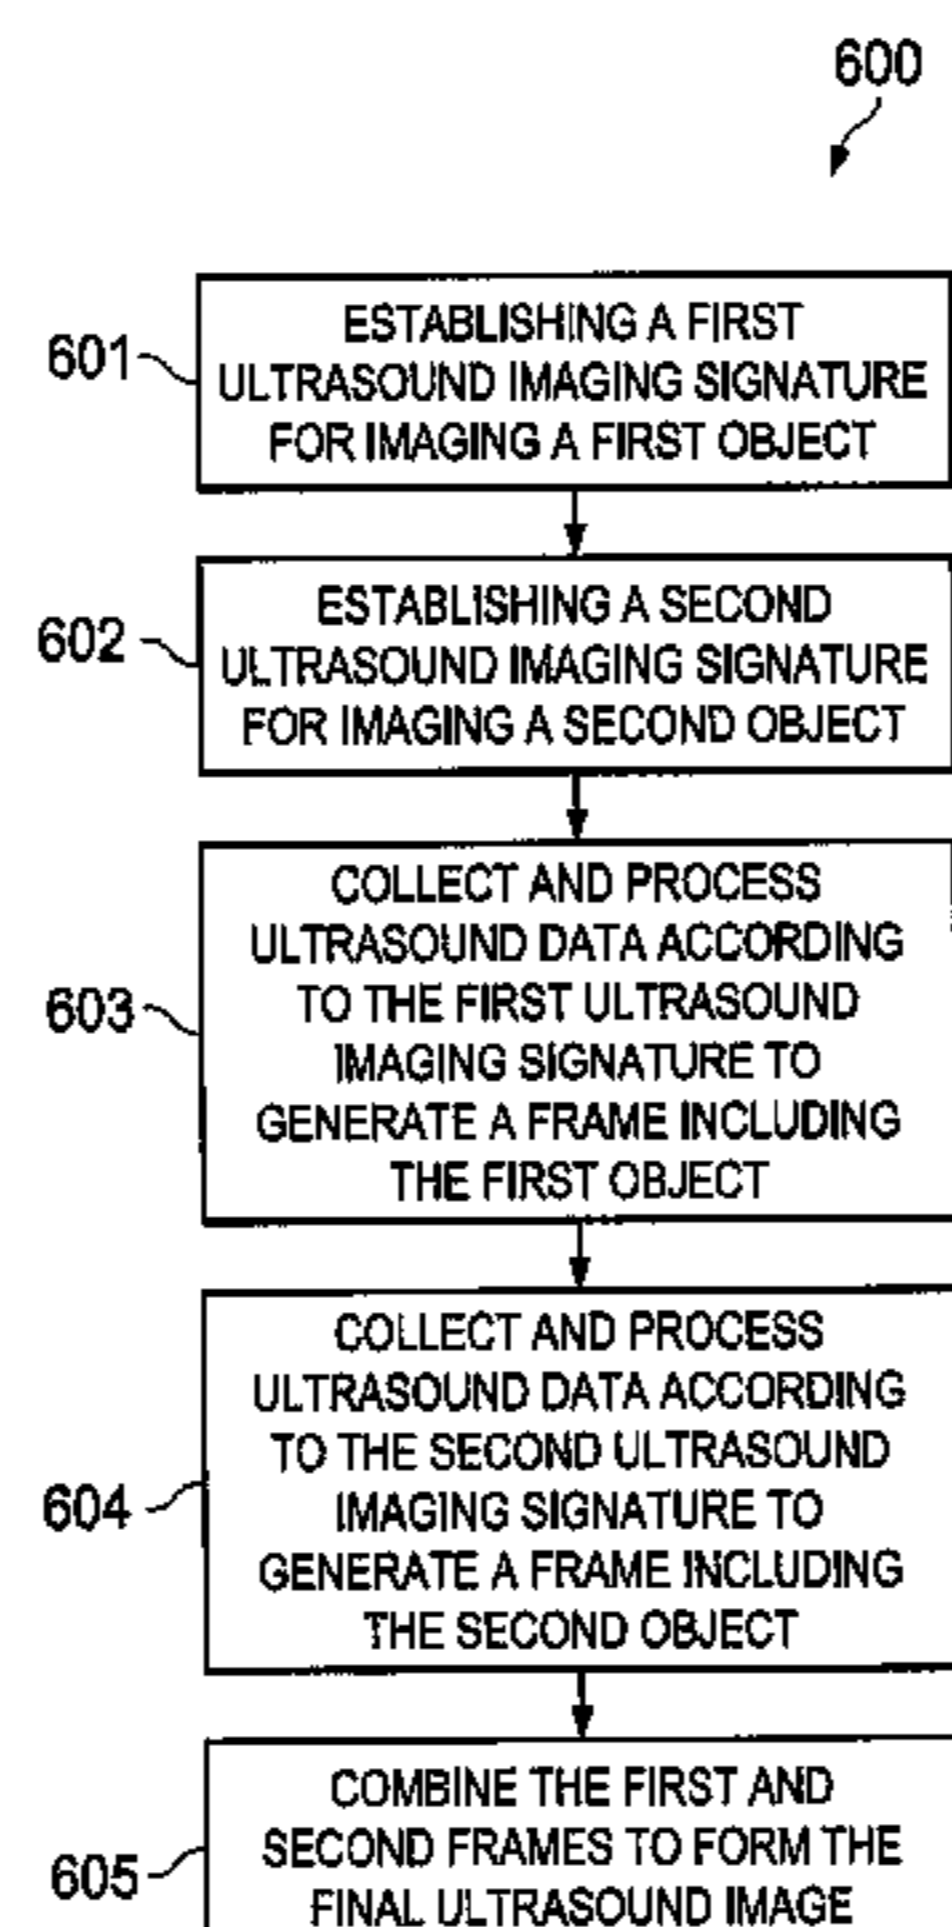 600
601
ESTABLISHING A FIRST
ULTRASOUND IMAGING SIGNATURE
FOR IMAGING A FIRST OBJECT
602
ESTABLISHING A SECOND
ULTRASOUND IMAGING SIGNATURE
FOR IMAGING A SECOND OBJECT
603
COLLECT AND PROCESS
ULTRASOUND DATA ACCORDING
TO THE FIRST ULTRASOUND
IMAGING SIGNATURE TO
GENERATE A FRAME INCLUDING
THE FIRST OBJECT
604
COLLECT AND PROCESS
ULTRASOUND DATA ACCORDING
TO THE SECOND ULTRASOUND
IMAGING SIGNATURE TO
GENERATE A FRAME INCLUDING
THE SECOND OBJECT
605
COMBINE THE FIRST AND
SECOND FRAMES TO FORM THE
FINAL ULTRASOUND IMAGE